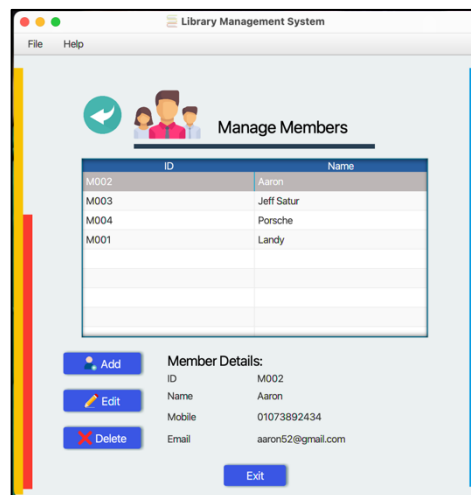 Library Management System
File Help
Manage Members
ID Name
M002 Aaron
M003 Jeff Satur
M004 Porsche
M001 Landy
Add
Edit
Delete
Member Details:
ID M002
Name Aaron
Mobile 01073892434
Email aaron52@gmail.com
Exit